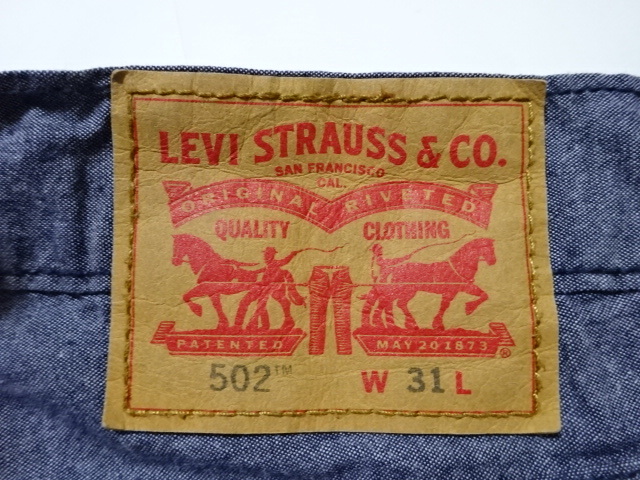 LEVI STRAUSS & CO.
SAN FRANCISCO
CAL.
ORIGINAL RIVETED
QUALITY CLOTHING
PATENTED MAY 20 1873 ®
502™ W 31 L